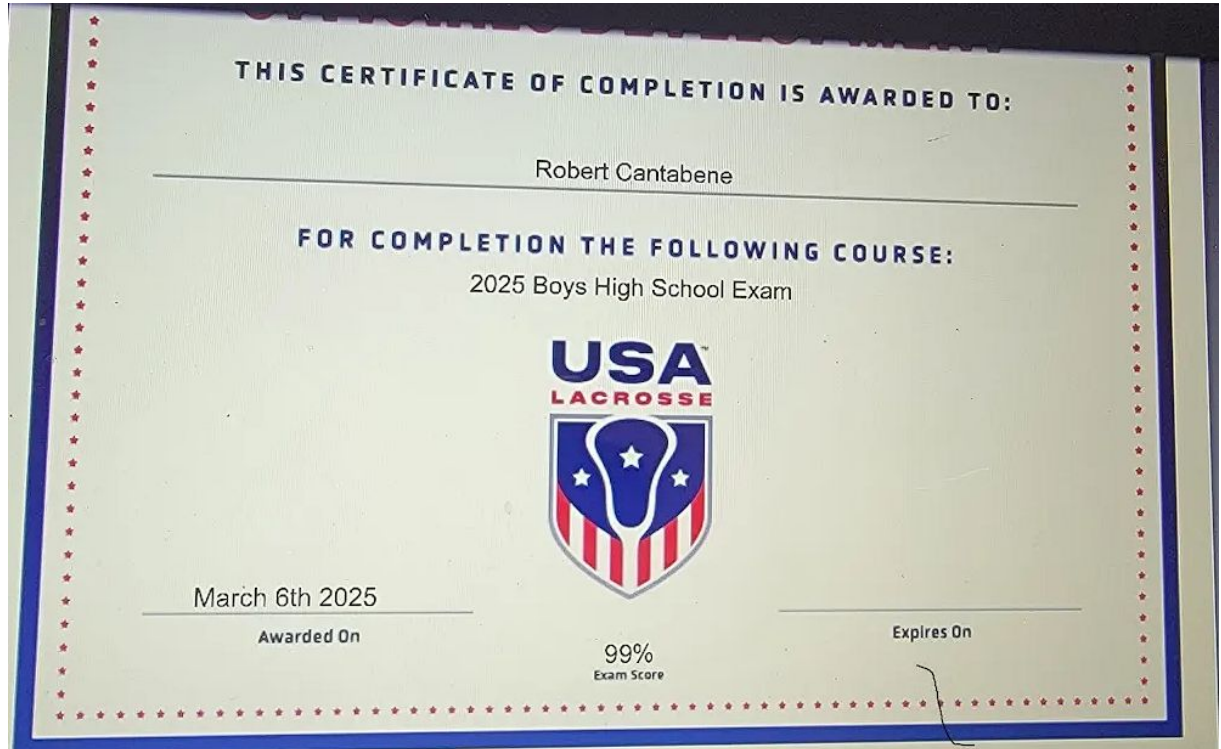 THIS CERTIFICATE OF COMPLETION IS AWARDED TO:
Robert Cantabene
FOR COMPLETION THE FOLLOWING COURSE:
2025 Boys High School Exam
USA™
LACROSSE
March 6th 2025
Awarded On
Expires On
99%
Exam Score